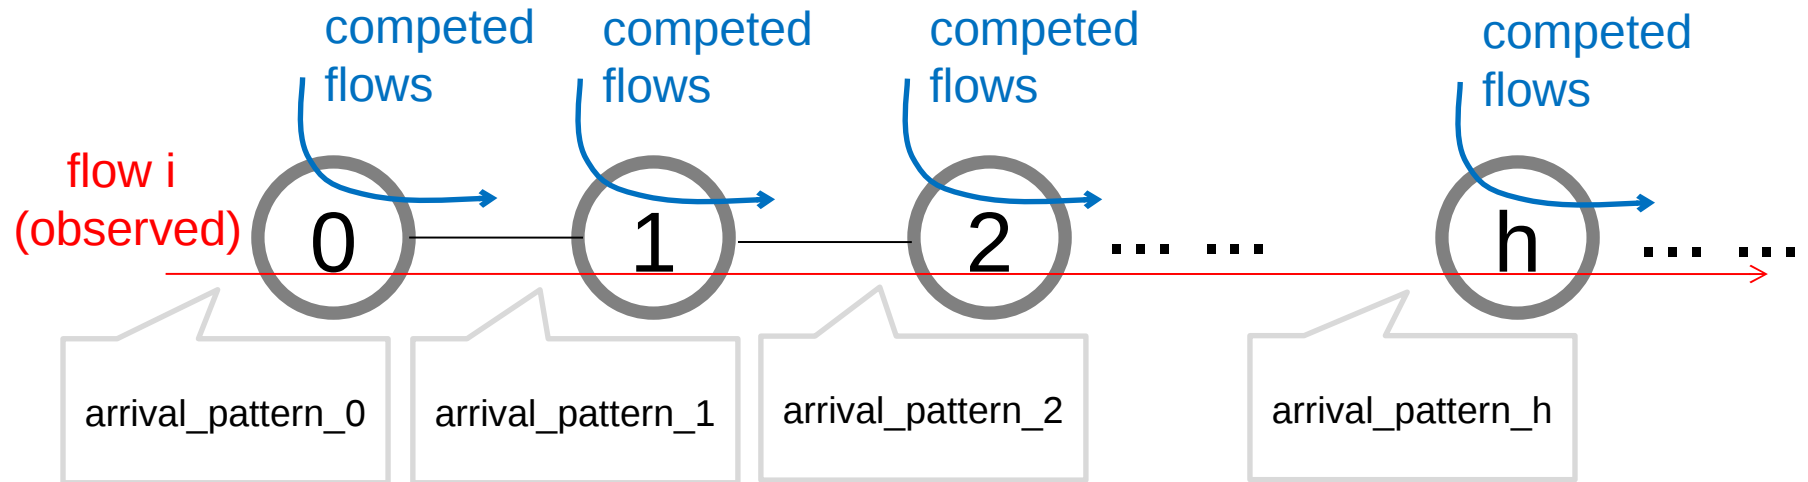 competed
flows
competed
flows
competed
flows
competed
flows
flow i
(observed)
0
1
2
... ...
h
... ...
arrival_pattern_0
arrival_pattern_1
arrival_pattern_2
arrival_pattern_h